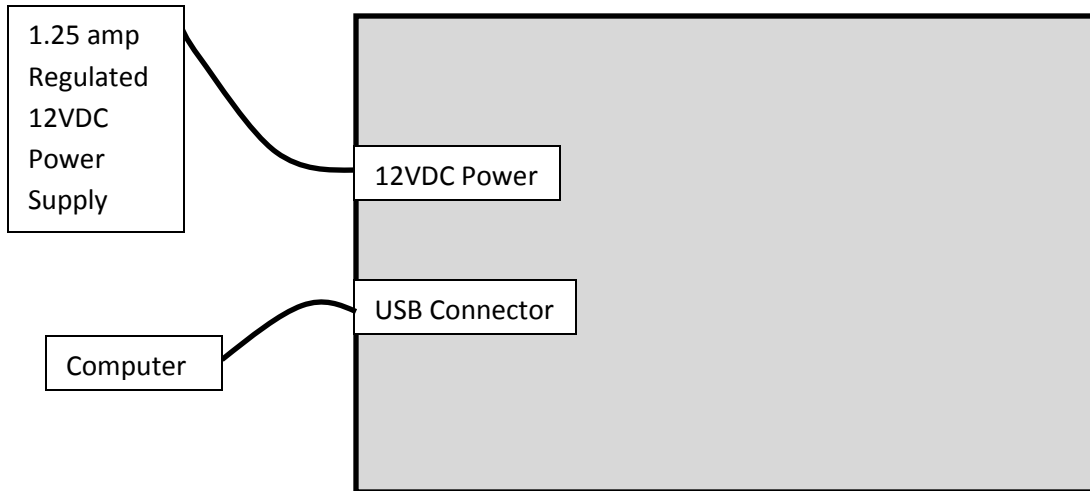 1.25 amp
Regulated
12VDC
Power
Supply
12VDC Power
USB Connector
Computer